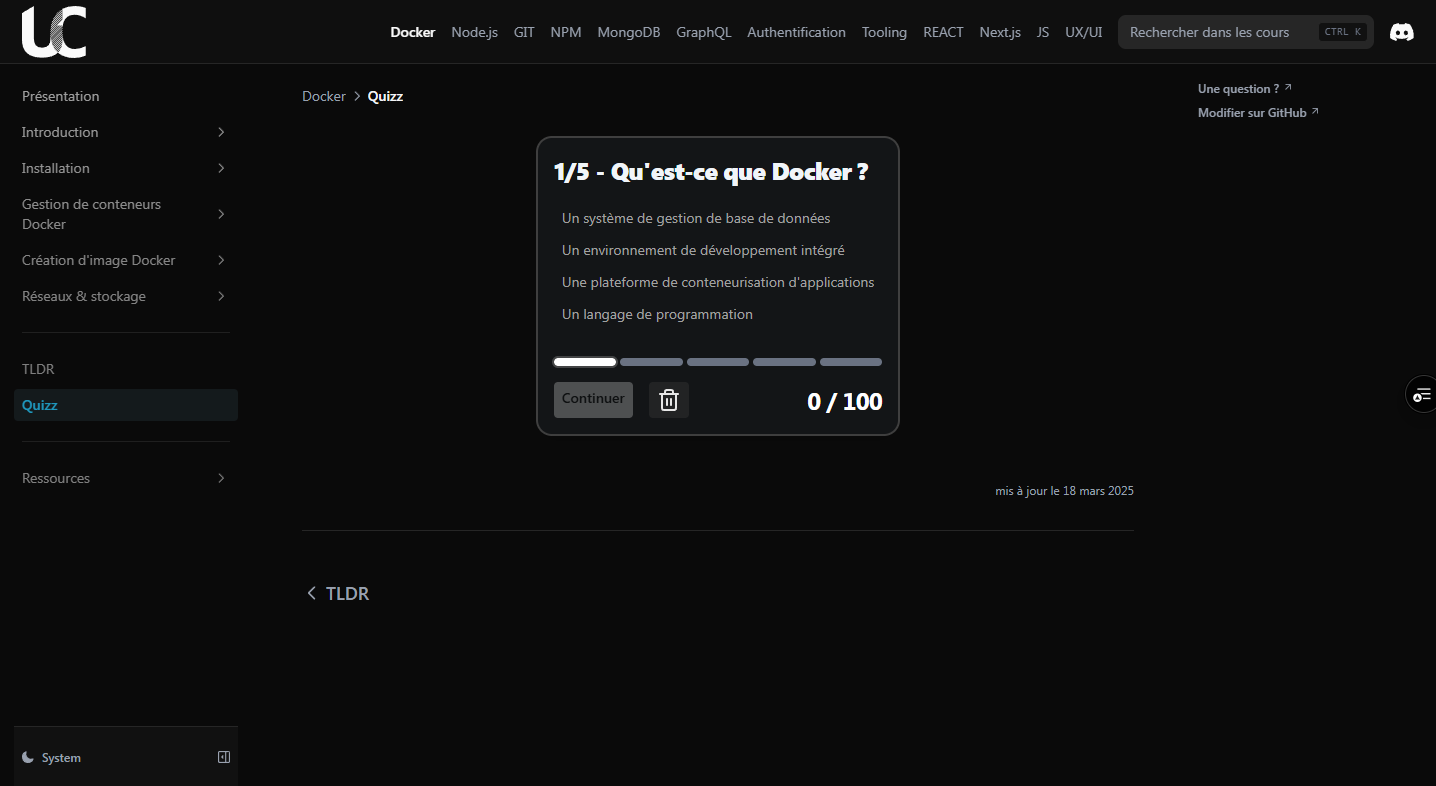 UC
Docker Node.js GIT NPM MongoDB GraphQL Authentification Tooling REACT Next.js JS UX/UI Rechercher dans les cours CTRL K
Présentation
Introduction
Installation
Gestion de conteneurs
Docker
Création d'image Docker
Réseaux & stockage
TLDR
Quizz
Ressources
System
Docker > Quizz
1/5 - Qu'est-ce que Docker ?
Un système de gestion de base de données
Un environnement de développement intégré
Une plateforme de conteneurisation d'applications
Un langage de programmation
Continuer 0 / 100
mis à jour le 18 mars 2025
TLDR
Une question ?
Modifier sur GitHub